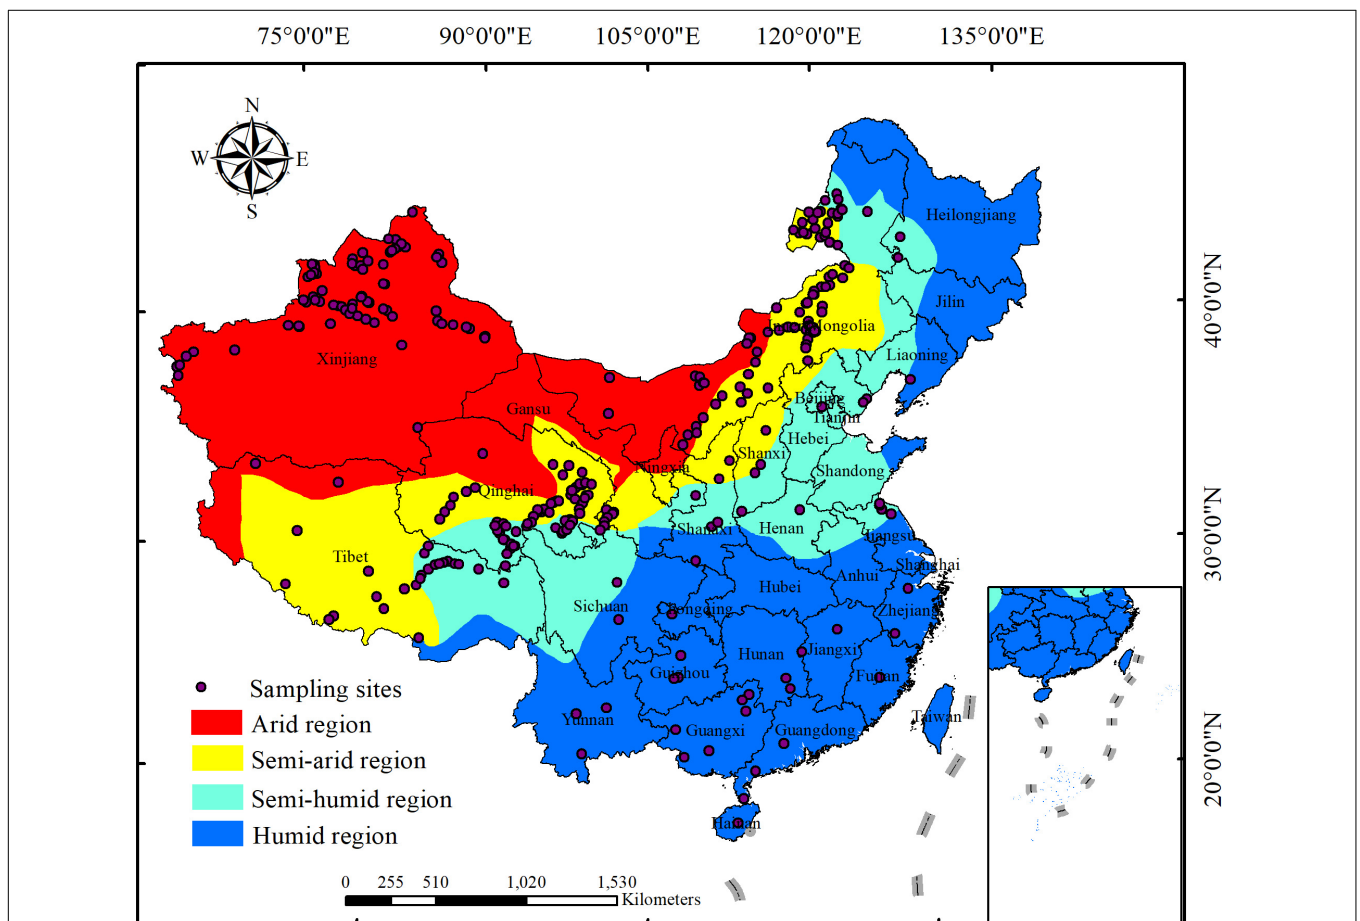 75°0'0"E 90°0'0"E 105°0'0"E 120°0'0"E 135°0'0"E
N
W E
S
Heilongjiang
40°0'0"N
Jilin
Inner Mongolia
Xinjiang
Liaoning
Beijing
Gansu
Tianjin
Hebei
Shanxi
Ningxia
Shandong
Qinghai
Shannxi
Henan
Jiangsu
30°0'0"N
Tibet
Shanghai
Anhui
Hubei
Sichuan
Chongqing
Zhejiang
Hunan
Jiangxi
Guizhou
Fujian
Sampling sites
Taiwan
Yunnan
Arid region
Guangxi
Guangdong
Semi-arid region
20°0'0"N
Semi-humid region
Hainan
Humid region
0 255 510 1,020 1,530
Kilometers